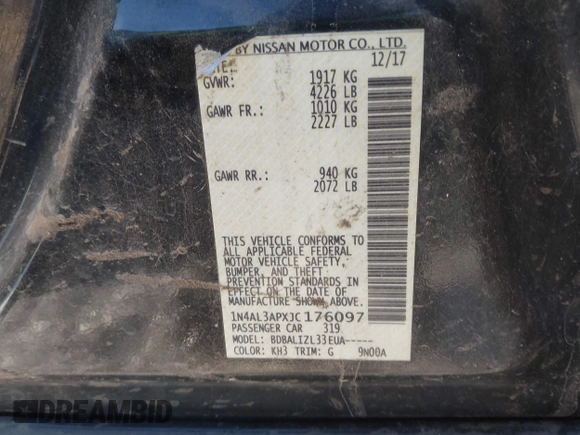 BY NISSAN MOTOR CO., LTD.
12/17
GVWR: 1917 KG
4226 LB
GAWR FR.: 1010 KG
2227 LB
GAWR RR.: 940 KG
2072 LB
THIS VEHICLE CONFORMS TO
ALL APPLICABLE FEDERAL
MOTOR VEHICLE SAFETY,
BUMPER, AND THEFT
PREVENTION STANDARDS IN
EFFECT ON THE DATE OF
MANUFACTURE SHOWN ABOVE.
1N4AL3APXJC176097
PASSENGER CAR 319
MODEL: BDBALIZL33EUA-----
COLOR: KH3 TRIM: G 9N00A
DREAMBID